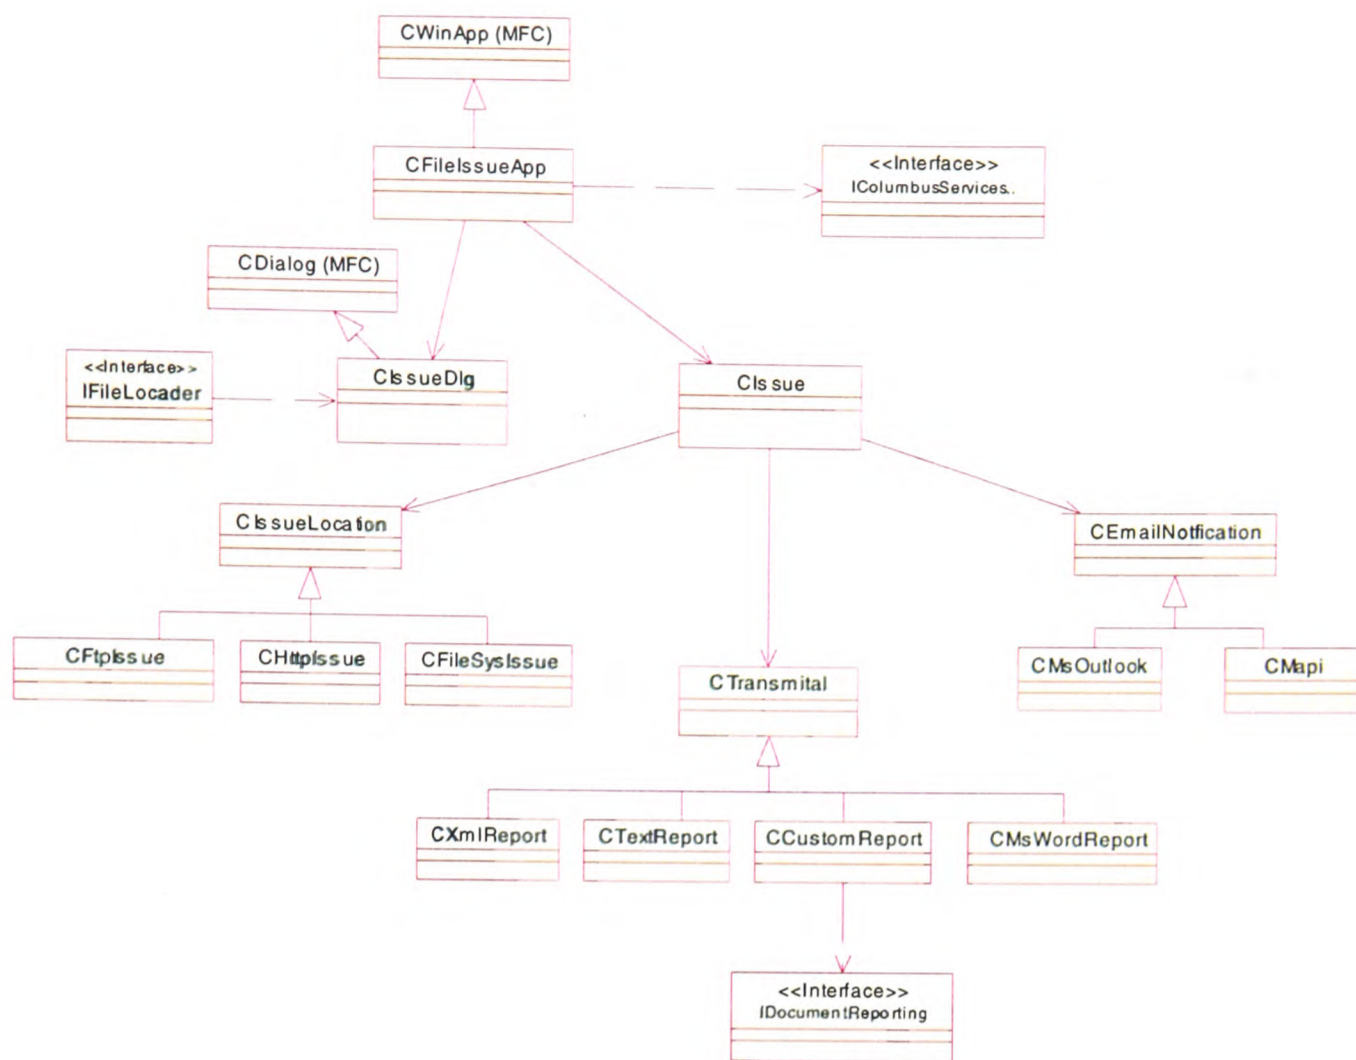 CWinApp (MFC)
CFileIssueApp
<<Interface>>
IColumbusServices..
CDialog (MFC)
<<Interface>>
IFileLocader
CIssueDlg
CIssue
CIssueLocation
CEmailNotfication
CFtpIssue
CHttpIssue
CFileSysIssue
CTransmital
CMsOutlook
CMapi
CXmlReport
CTextReport
CCustomReport
CMsWordReport
<<Interface>>
IDocumentReporting